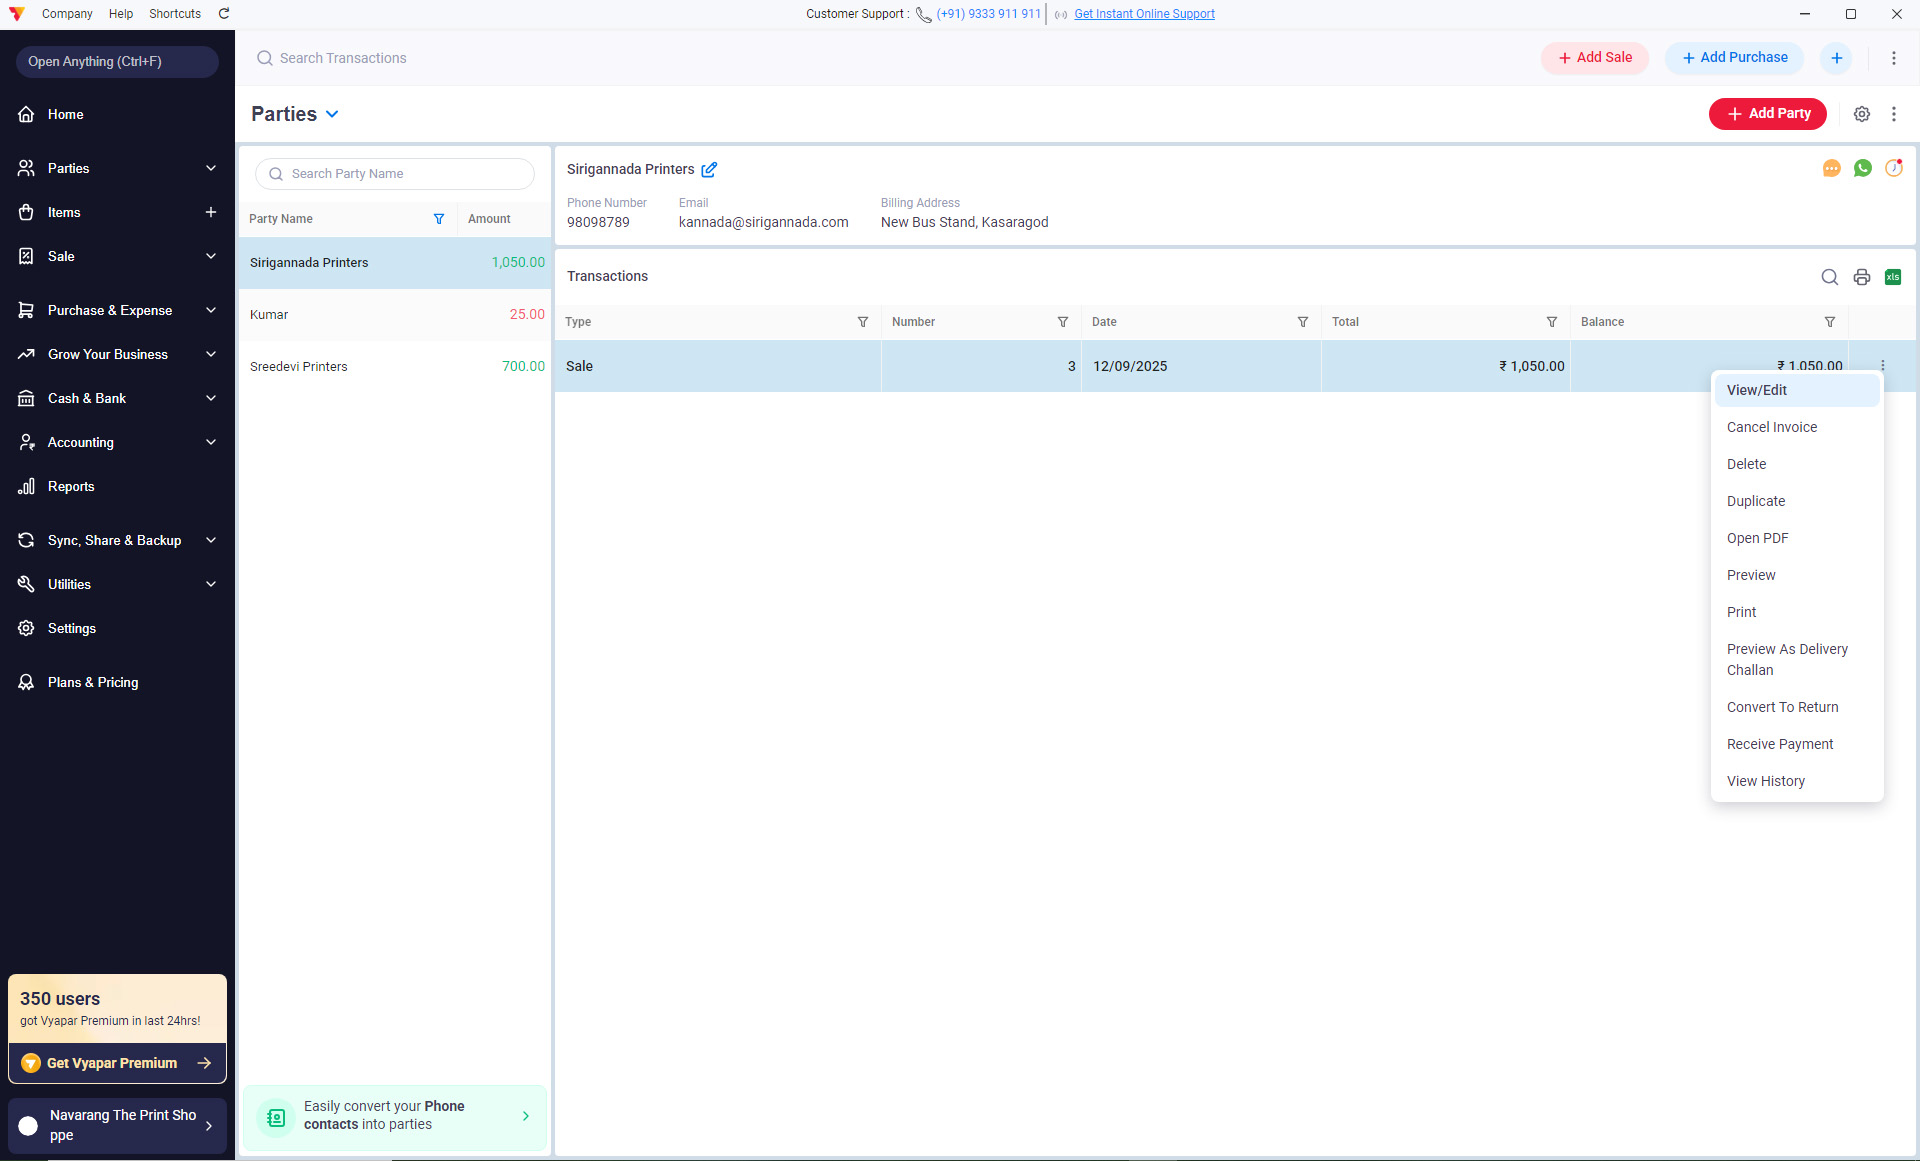 Company Help Shortcuts
Customer Support : (+91) 9333 911 911 Get Instant Online Support
Open Anything (Ctrl+F)
Search Transactions
Add Sale
Add Purchase
Home
Parties
Items
Sale
Purchase & Expense
Grow Your Business
Cash & Bank
Accounting
Reports
Sync, Share & Backup
Utilities
Settings
Plans & Pricing
350 users
got Vyapar Premium in last 24hrs!
Get Vyapar Premium
Navarang The Print Sho
ppe
Parties
Add Party
Search Party Name
Party Name Amount
Sirigannada Printers 1,050.00
Kumar 25.00
Sreedevi Printers 700.00
Easily convert your Phone
contacts into parties
Sirigannada Printers
Phone Number Email Billing Address
98098789 kannada@sirigannada.com New Bus Stand, Kasaragod
Transactions
xls
Type Number Date Total Balance
Sale 3 12/09/2025 ₹ 1,050.00 ₹ 1,050.00
View/Edit
Cancel Invoice
Delete
Duplicate
Open PDF
Preview
Print
Preview As Delivery
Challan
Convert To Return
Receive Payment
View History